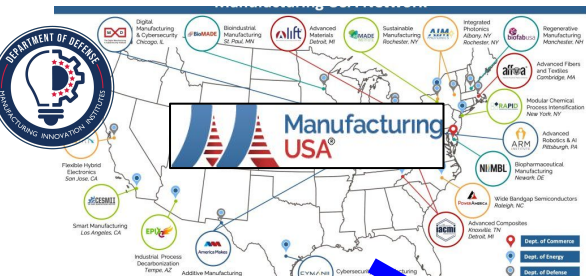 Digital
Manufacturing
& Cybersecurity
Chicago, IL
BioMADE
Bioindustrial
Manufacturing
St. Paul, MN
lift
Advanced
Materials
Detroit, MI
REMADE
Sustainable
Manufacturing
Rochester, NY
AIM
Integrated
Photonics
Albany, NY
Rochester, NY
biofabusa
Regenerative
Manufacturing
Manchester, NH
DEPARTMENT OF DEFENSE
MANUFACTURING INNOVATION INSTITUTES
affoa
Advanced Fibers
and Textiles
Cambridge, MA
RAPID
Modular Chemical
Process Intensification
New York, NY
Manufacturing
USA®
ARM
INSTITUTE
Advanced
Robotics & AI
Pittsburgh, PA
Flexible Hybrid
Electronics
San Jose, CA
NIIMBL
Biopharmaceutical
Manufacturing
Newark, DE
CESMII
Smart Manufacturing
Los Angeles, CA
PowerAmerica
Wide Bandgap Semiconductors
Raleigh, NC
EPIX
Industrial Process
Decarbonization
Tempe, AZ
America Makes
Additive Manufacturing
iacmi
Advanced Composites
Knoxville, TN
Detroit, MI
Dept. of Commerce
Dept. of Energy
Dept. of Defense